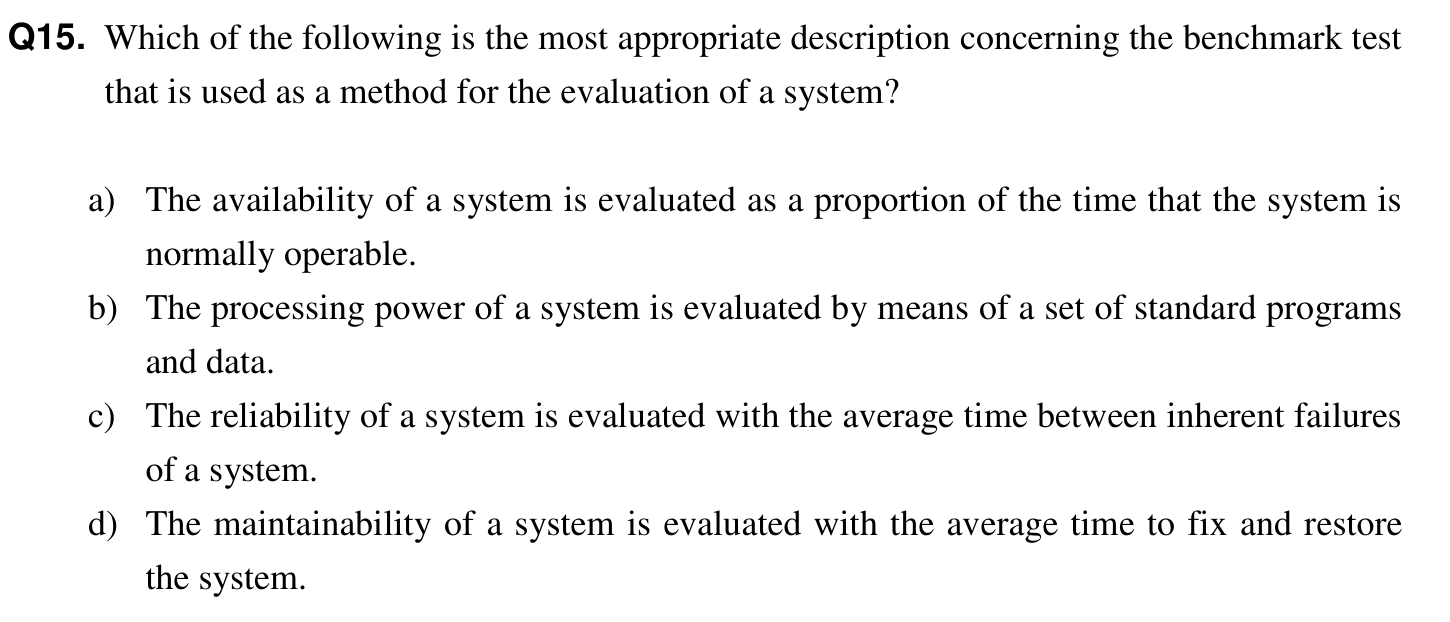 Q15. Which of the following is the most appropriate description concerning the benchmark test
that is used as a method for the evaluation of a system?
a) The availability of a system is evaluated as a proportion of the time that the system is
normally operable.
b) The processing power of a system is evaluated by means of a set of standard programs
and data.
c) The reliability of a system is evaluated with the average time between inherent failures
of a system.
d) The maintainability of a system is evaluated with the average time to fix and restore
the system.